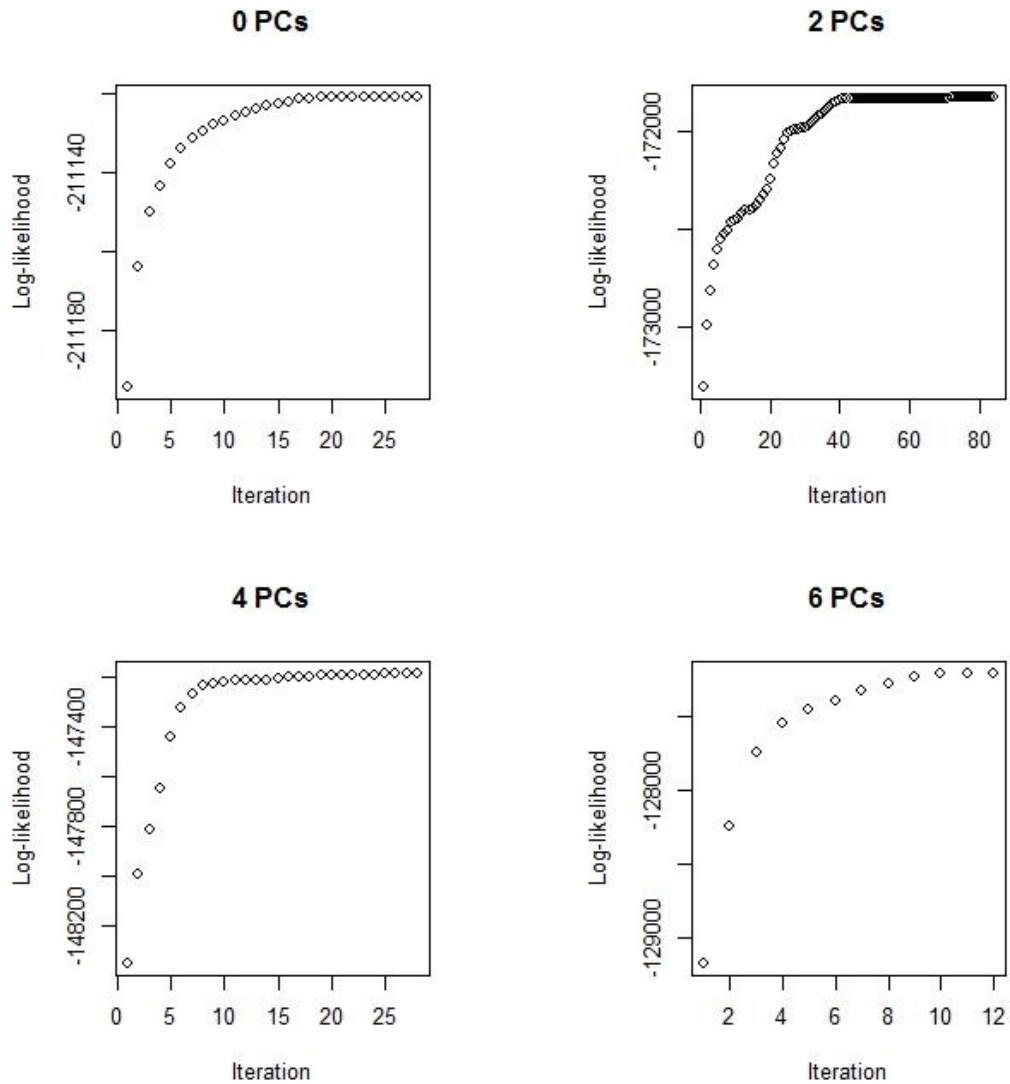 0 PCs
Log-likelihood
-211140
-211180
0 5 10 15 20 25
Iteration
2 PCs
Log-likelihood
-172000
-173000
0 20 40 60 80
Iteration
4 PCs
Log-likelihood
-147400
-147800
-148200
0 5 10 15 20 25
Iteration
6 PCs
Log-likelihood
-128000
-129000
2 4 6 8 10 12
Iteration